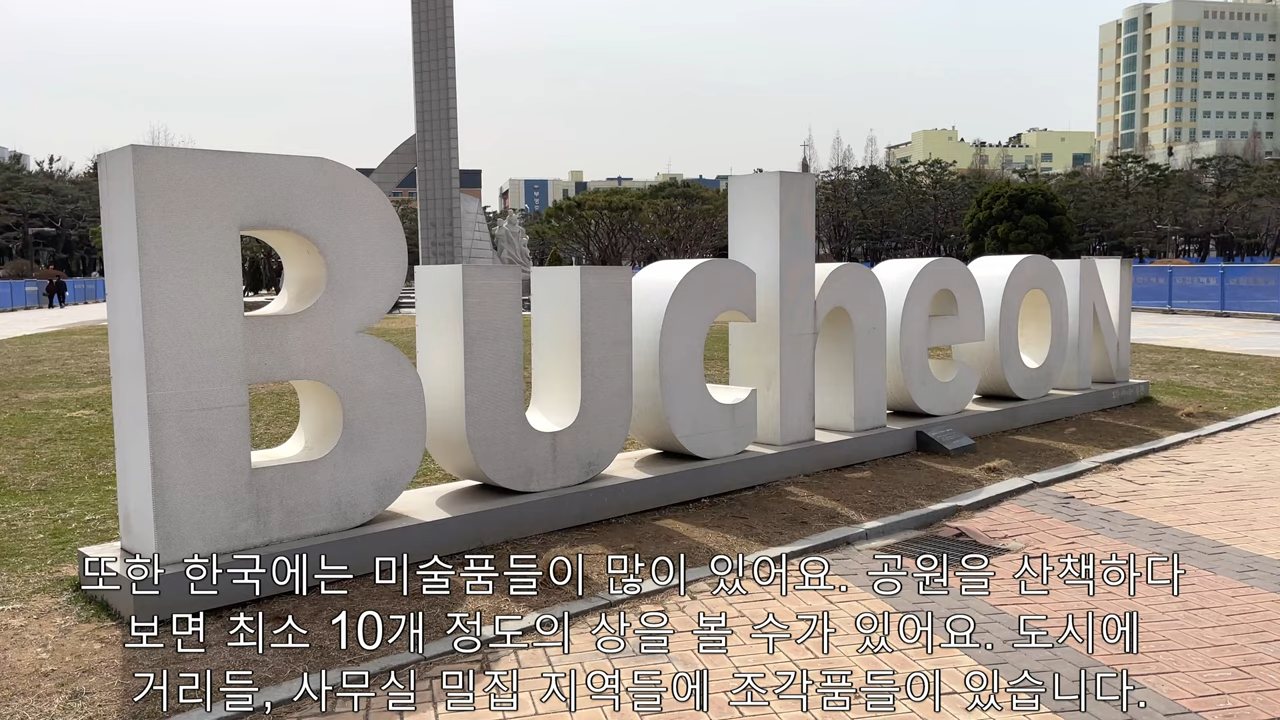 BucheoN
또한 한국에는 미술품들이 많이 있어요. 공원을 산책하다
보면 최소 10개 정도의 상을 볼 수가 있어요. 도시에
거리들, 사무실 밀집 지역들에 조각품들이 있습니다.